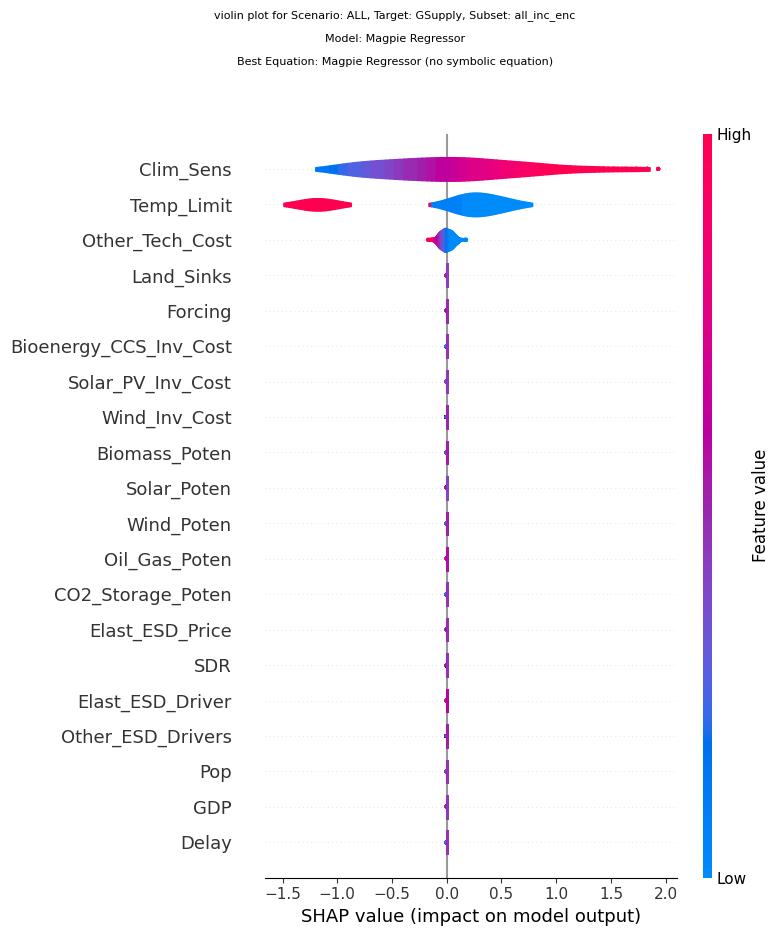 violin plot for Scenario: ALL, Target: GSupply, Subset: all_inc_enc
Model: Magpie Regressor
Best Equation: Magpie Regressor (no symbolic equation)
High
Clim_Sens
Temp_Limit
Other_Tech_Cost
Land_Sinks
Forcing
Bioenergy_CCS_Inv_Cost
Solar_PV_Inv_Cost
Wind_Inv_Cost
Biomass_Poten
Solar_Poten
Wind_Poten
Oil_Gas_Poten
CO2_Storage_Poten
Elast_ESD_Price
SDR
Elast_ESD_Driver
Other_ESD_Drivers
Pop
GDP
Delay
Feature value
Low
−1.5 −1.0 −0.5 0.0 0.5 1.0 1.5 2.0
SHAP value (impact on model output)